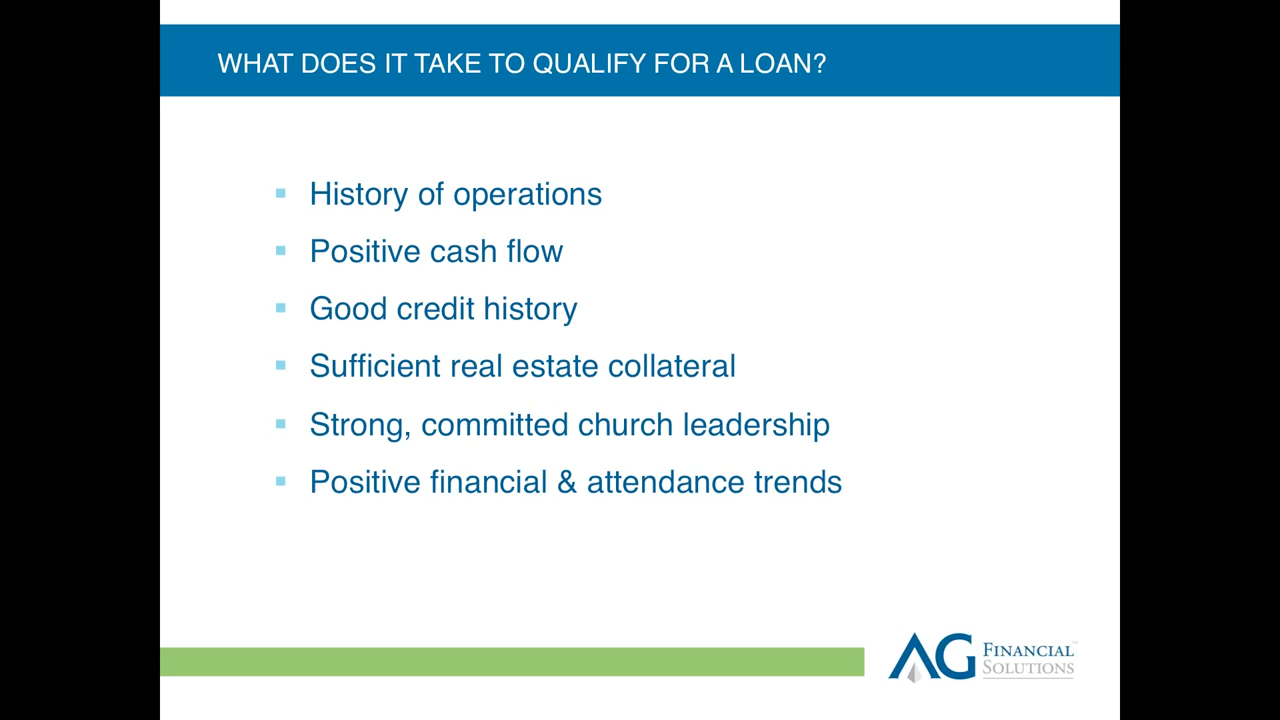 WHAT DOES IT TAKE TO QUALIFY FOR A LOAN?
History of operations
Positive cash flow
Good credit history
Sufficient real estate collateral
Strong, committed church leadership
Positive financial & attendance trends
AG FINANCIAL
SOLUTIONS